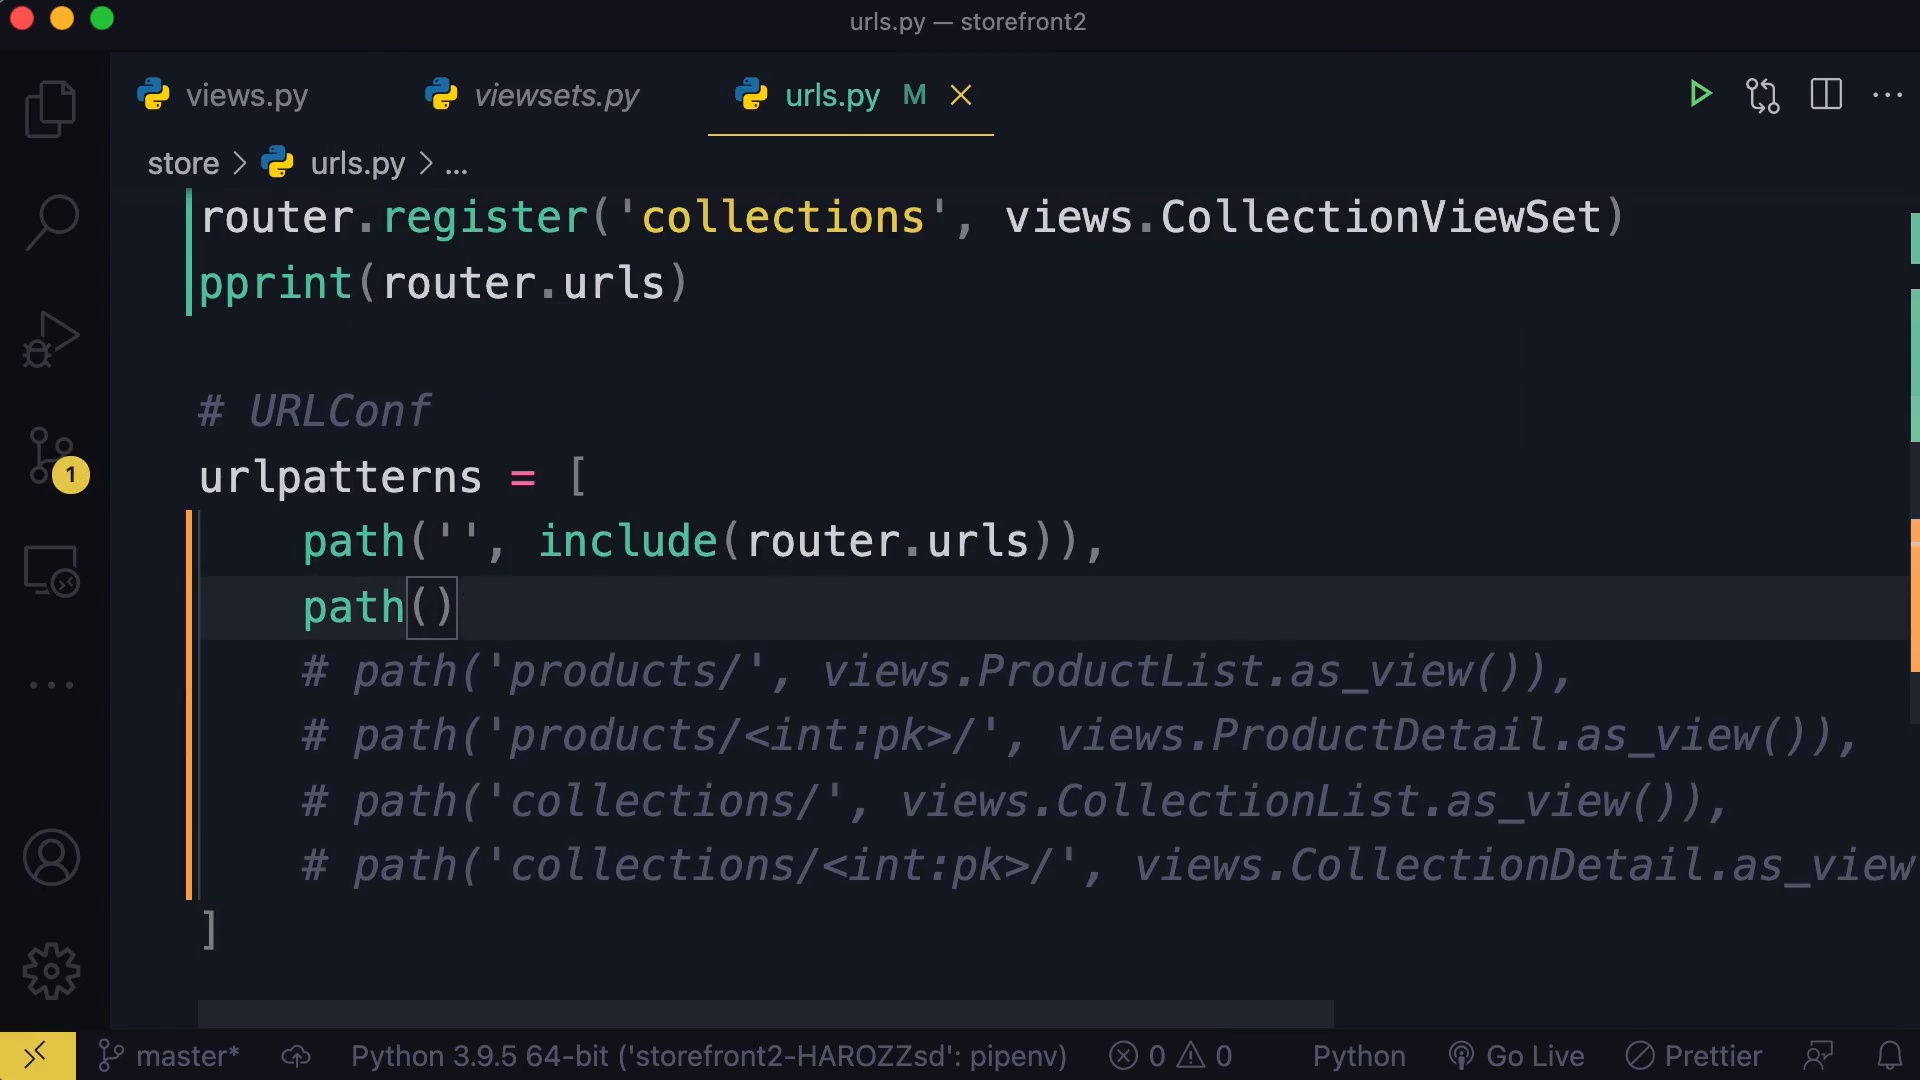 urls.py — storefront2
views.py
viewsets.py
urls.py M
store > urls.py > ...
router.register('collections', views.CollectionViewSet)
pprint(router.urls)
# URLConf
urlpatterns = [
path('', include(router.urls)),
path()
# path('products/', views.ProductList.as_view()),
# path('products/<int:pk>/', views.ProductDetail.as_view()),
# path('collections/', views.CollectionList.as_view()),
# path('collections/<int:pk>/', views.CollectionDetail.as_view
]
1
master*
Python 3.9.5 64-bit ('storefront2-HAROZZsd': pipenv)
0
0
Python
Go Live
Prettier